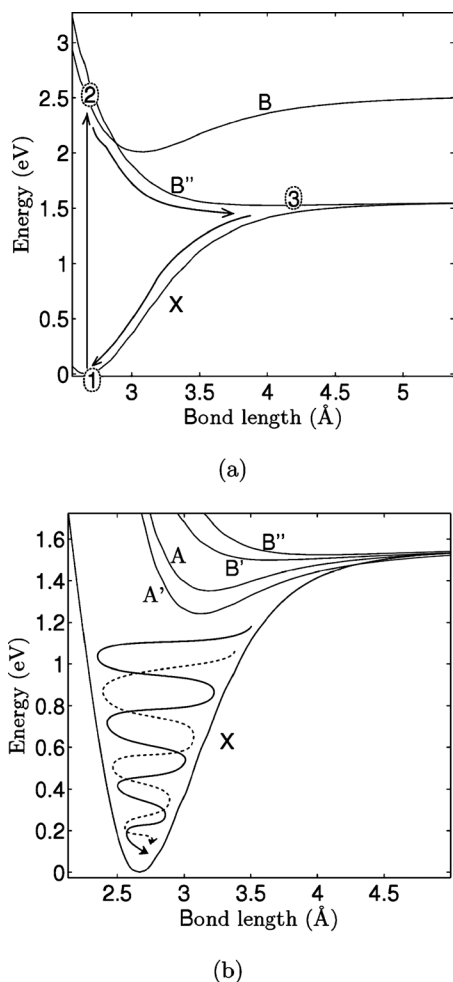 3
2.5
2
1.5
1
0.5
0
Energy (eV)
2
B
B''
3
X
1
3 3.5 4 4.5 5
Bond length (Å)
(a)
1.6
1.4
1.2
1
0.8
0.6
0.4
0.2
0
Energy (eV)
B''
A
B'
A'
X
2.5 3 3.5 4 4.5
Bond length (Å)
(b)